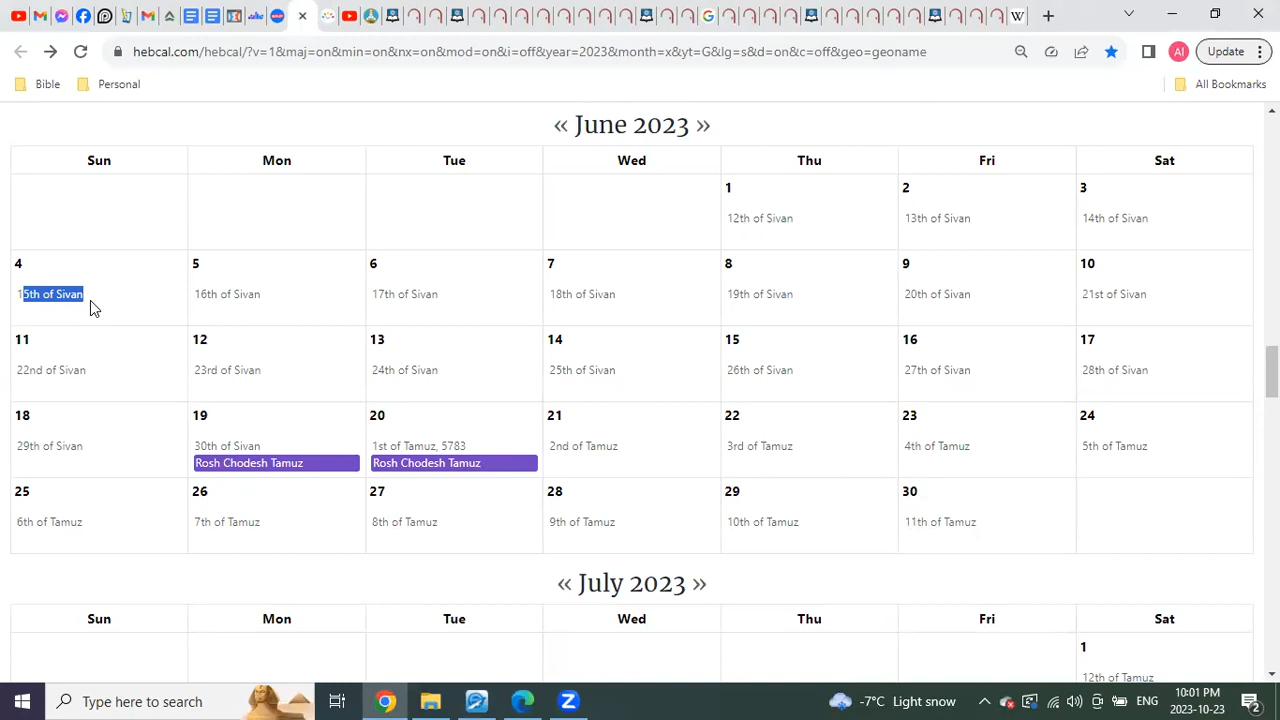 hebcal.com/hebcal/?v=1&maj=on&min=on&nx=on&mod=on&i=off&year=2023&month=x&yt=G&lg=s&d=on&c=off&geo=geoname
AI
Update
Bible
Personal
All Bookmarks
« June 2023 »
Sun Mon Tue Wed Thu Fri Sat
1 2 3
12th of Sivan 13th of Sivan 14th of Sivan
4 5 6 7 8 9 10
15th of Sivan 16th of Sivan 17th of Sivan 18th of Sivan 19th of Sivan 20th of Sivan 21st of Sivan
11 12 13 14 15 16 17
22nd of Sivan 23rd of Sivan 24th of Sivan 25th of Sivan 26th of Sivan 27th of Sivan 28th of Sivan
18 19 20 21 22 23 24
29th of Sivan 30th of Sivan 1st of Tamuz, 5783 2nd of Tamuz 3rd of Tamuz 4th of Tamuz 5th of Tamuz
Rosh Chodesh Tamuz Rosh Chodesh Tamuz
25 26 27 28 29 30
6th of Tamuz 7th of Tamuz 8th of Tamuz 9th of Tamuz 10th of Tamuz 11th of Tamuz
« July 2023 »
Sun Mon Tue Wed Thu Fri Sat
1
12th of Tamuz
Type here to search
-7°C Light snow
ENG
10:01 PM
2023-10-23
2